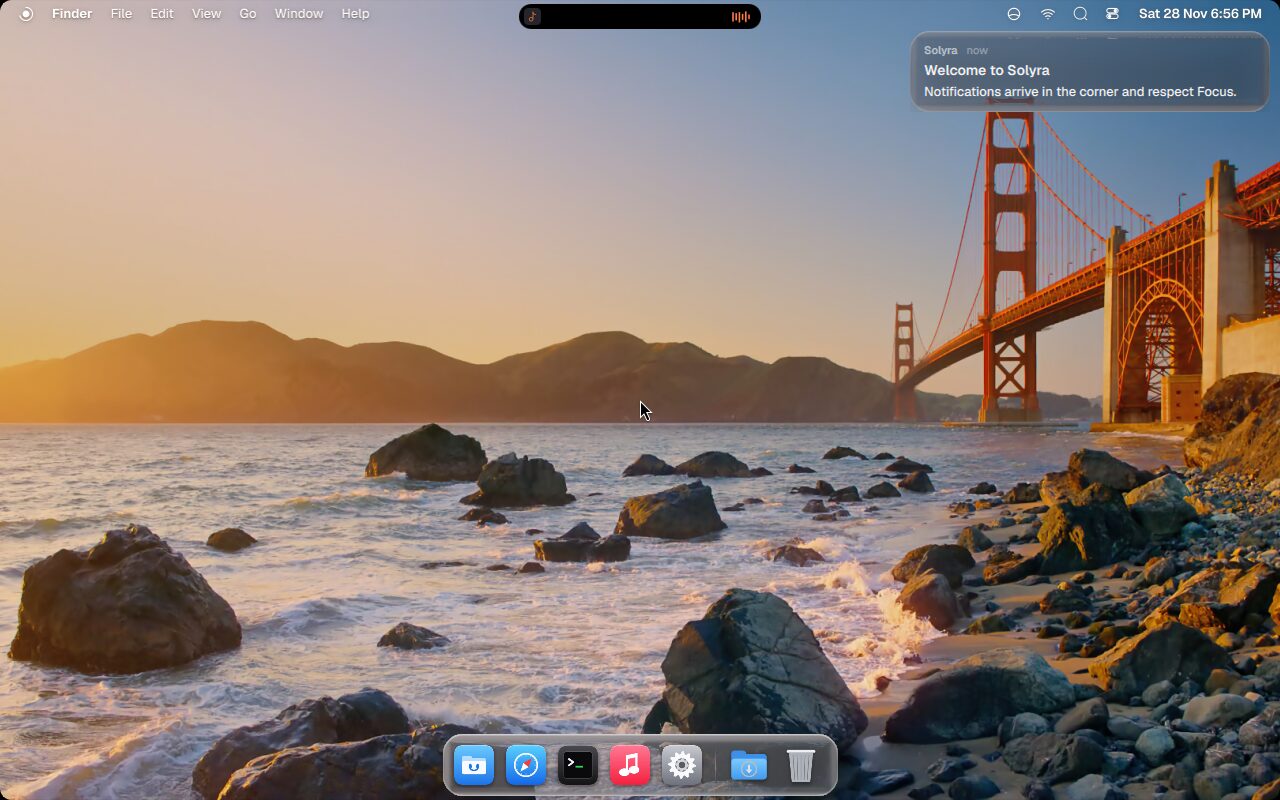 Finder File Edit View Go Window Help
Sat 28 Nov 6:56 PM
Solyra now
Welcome to Solyra
Notifications arrive in the corner and respect Focus.